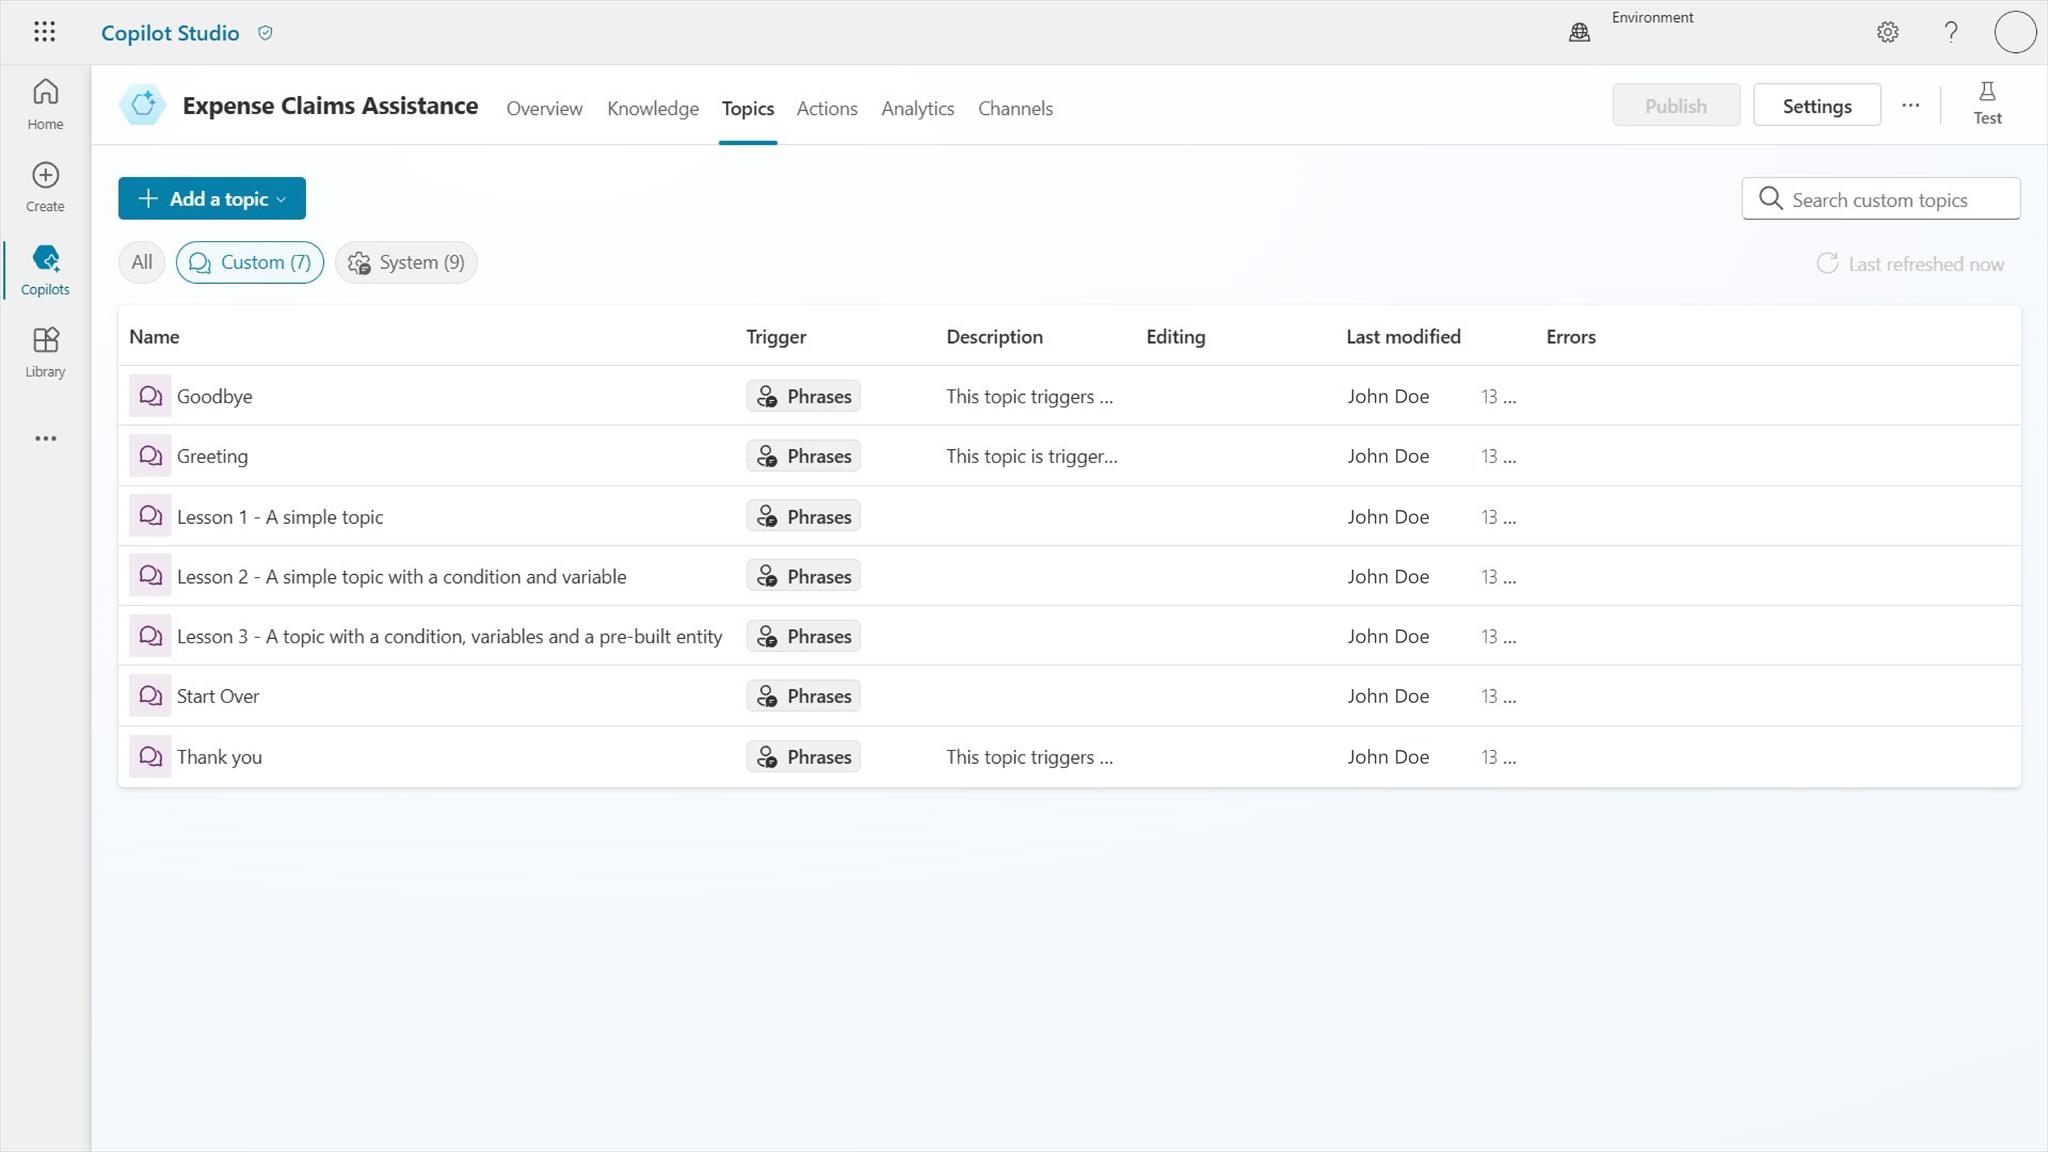 Copilot Studio
Environment
Home
Create
Copilots
Library
Expense Claims Assistance
Overview
Knowledge
Topics
Actions
Analytics
Channels
Publish
Settings
Test
Add a topic
Search custom topics
All
Custom (7)
System (9)
Last refreshed now
Name Trigger Description Editing Last modified Errors
Goodbye Phrases This topic triggers ... John Doe 13 ...
Greeting Phrases This topic is trigger... John Doe 13 ...
Lesson 1 - A simple topic Phrases John Doe 13 ...
Lesson 2 - A simple topic with a condition and variable Phrases John Doe 13 ...
Lesson 3 - A topic with a condition, variables and a pre-built entity Phrases John Doe 13 ...
Start Over Phrases John Doe 13 ...
Thank you Phrases This topic triggers ... John Doe 13 ...